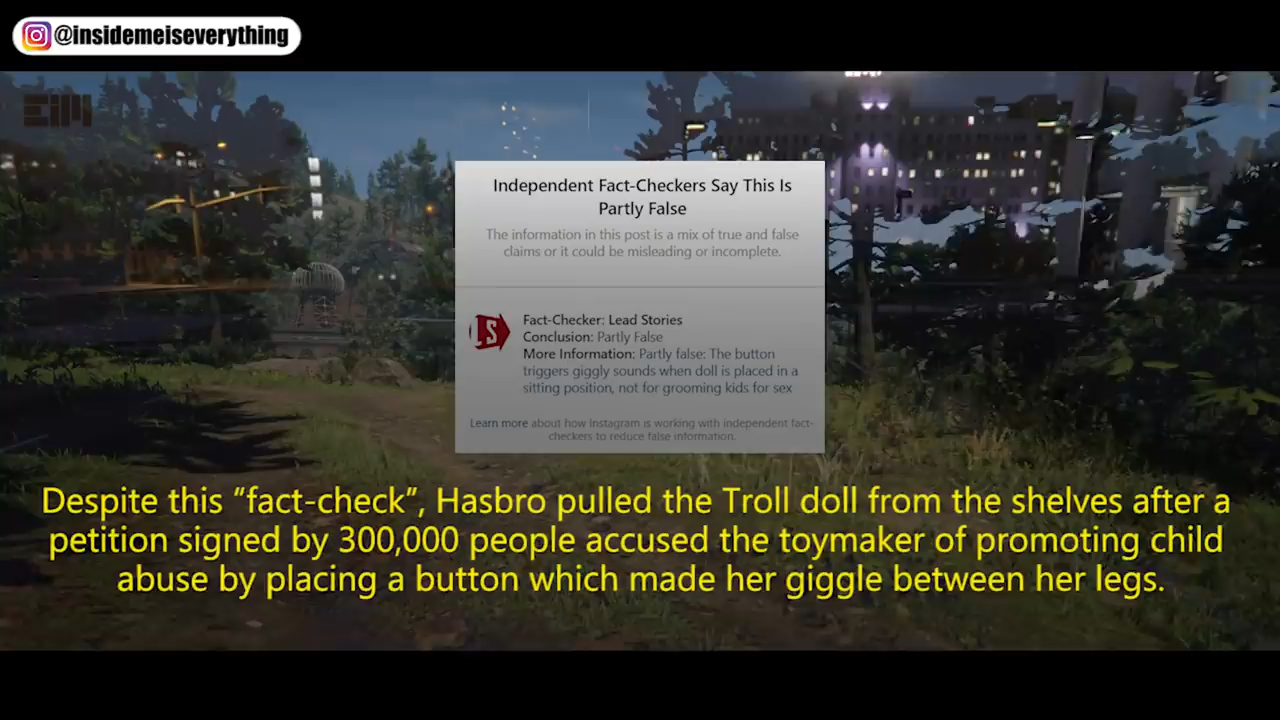 @insidemeiseverything
EIM
Independent Fact-Checkers Say This Is
Partly False
The information in this post is a mix of true and false
claims or it could be misleading or incomplete.
LS
Fact-Checker: Lead Stories
Conclusion: Partly False
More Information: Partly false: The button
triggers giggly sounds when doll is placed in a
sitting position, not for grooming kids for sex
Learn more about how Instagram is working with independent fact-
checkers to reduce false information.
Despite this “fact-check”, Hasbro pulled the Troll doll from the shelves after a
petition signed by 300,000 people accused the toymaker of promoting child
abuse by placing a button which made her giggle between her legs.